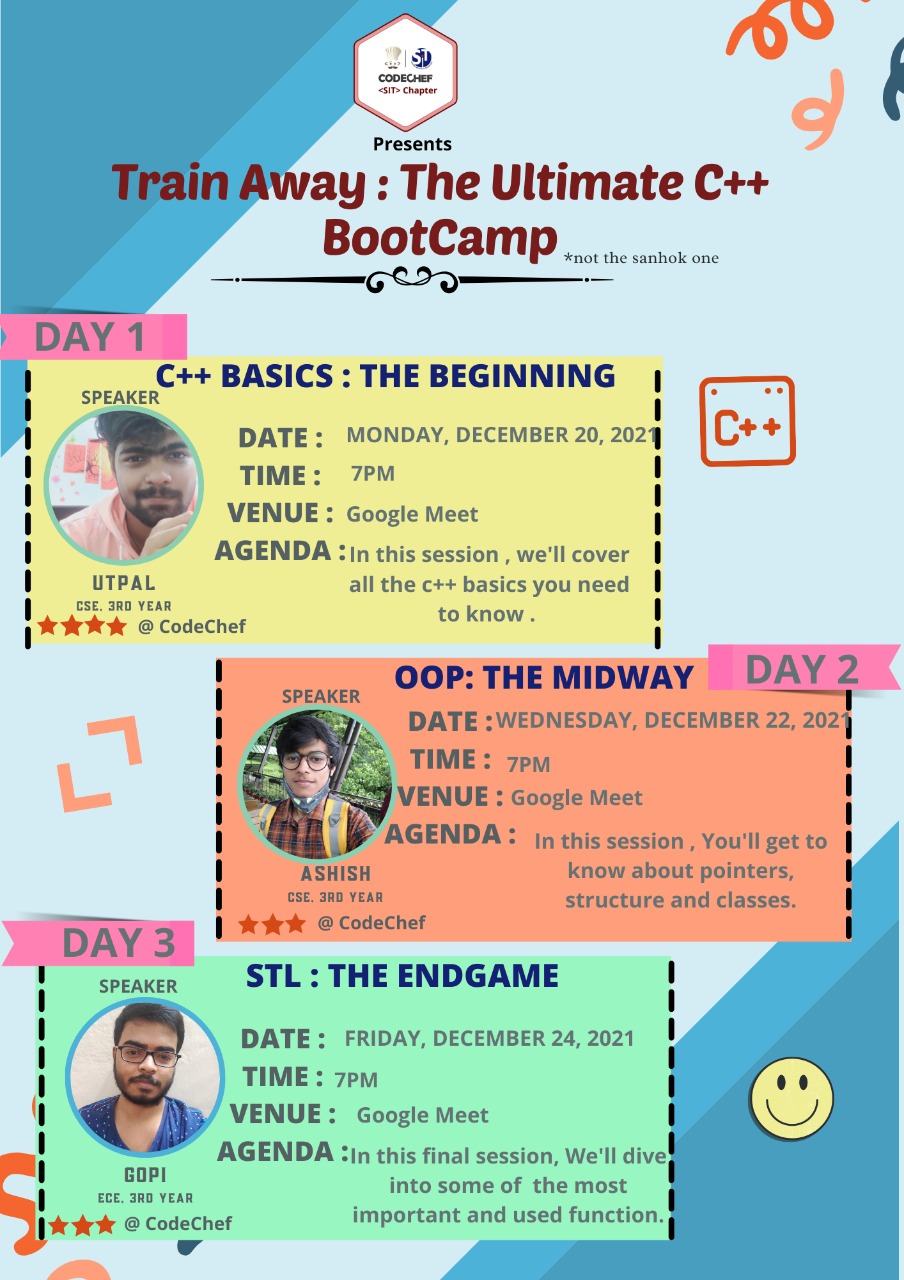 CODECHEF
<SIT> Chapter
Presents
Train Away : The Ultimate C++
BootCamp
*not the sanhok one
DAY 1
C++ BASICS : THE BEGINNING
SPEAKER
DATE : MONDAY, DECEMBER 20, 2021
TIME : 7PM
VENUE : Google Meet
AGENDA : In this session , we'll cover
all the c++ basics you need
to know .
UTPAL
CSE, 3RD YEAR
@ CodeChef
C++
DAY 2
OOP: THE MIDWAY
SPEAKER
DATE : WEDNESDAY, DECEMBER 22, 2021
TIME : 7PM
VENUE : Google Meet
AGENDA : In this session , You'll get to
know about pointers,
structure and classes.
ASHISH
CSE, 3RD YEAR
@ CodeChef
DAY 3
STL : THE ENDGAME
SPEAKER
DATE : FRIDAY, DECEMBER 24, 2021
TIME : 7PM
VENUE : Google Meet
AGENDA : In this final session, We'll dive
into some of the most
important and used function.
GOPI
ECE, 3RD YEAR
@ CodeChef